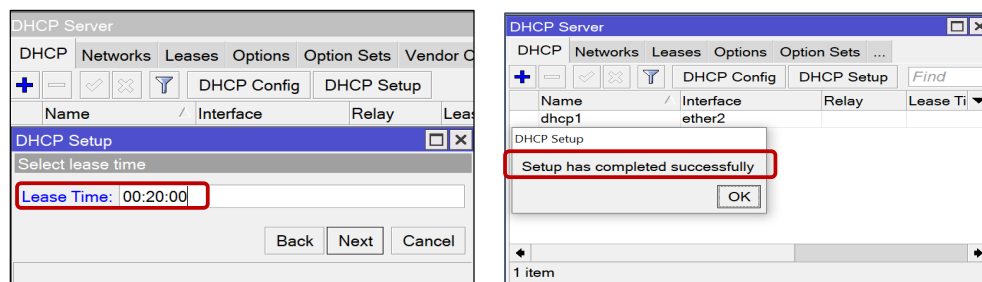 DHCP Server
DHCP Networks Leases Options Option Sets Vendor C
DHCP Config DHCP Setup
Name Interface Relay Leas
DHCP Setup
Select lease time
Lease Time: 00:20:00
Back Next Cancel
DHCP Server
DHCP Networks Leases Options Option Sets ...
DHCP Config DHCP Setup Find
Name Interface Relay Lease Ti
dhcp1 ether2
DHCP Setup
Setup has completed successfully
OK
1 item